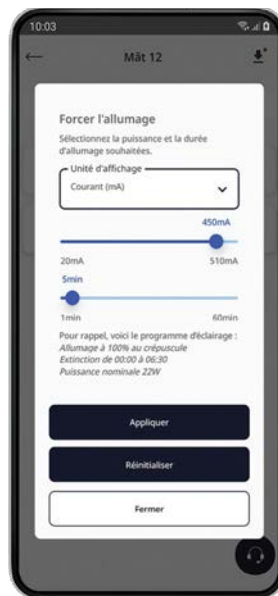 10:03
Mât 12
Forcer l'allumage
Sélectionnez la puissance et la durée
d'allumage souhaitées.
Unité d'affichage
Courant (mA)
450mA
20mA 510mA
5min
1min 60min
Pour rappel, voici le programme d'éclairage :
Allumage à 100% au crépuscule
Extinction de 00:00 à 06:30
Puissance nominale 22W
Appliquer
Réinitialiser
Fermer